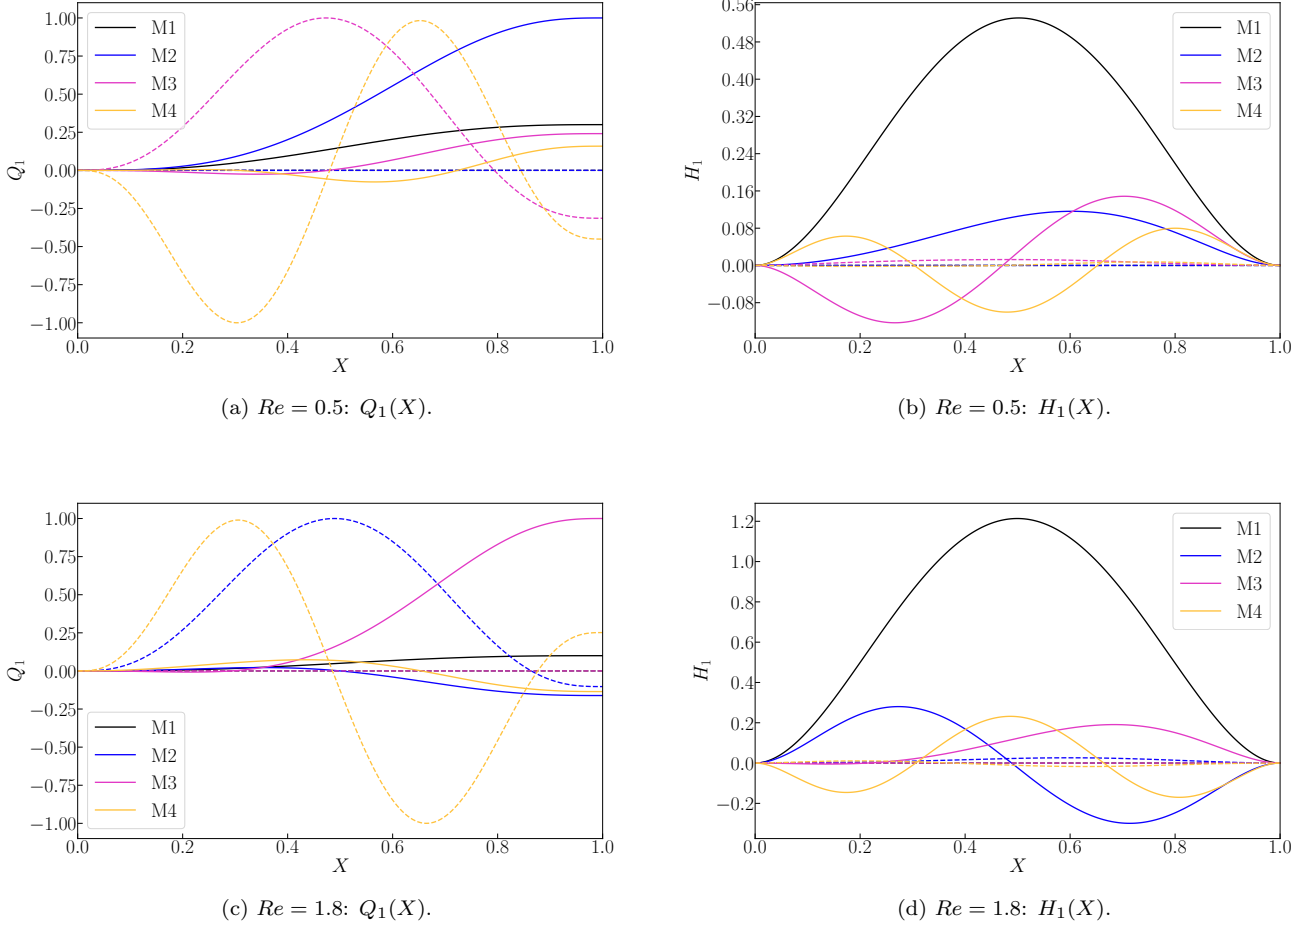 1.00
0.75
0.50
0.25
0.00
−0.25
−0.50
−0.75
−1.00
Q1
M1
M2
M3
M4
0.0 0.2 0.4 0.6 0.8 1.0
X
(a) Re = 0.5: Q1(X).
0.56
0.48
0.40
0.32
0.24
0.16
0.08
0.00
−0.08
H1
M1
M2
M3
M4
0.0 0.2 0.4 0.6 0.8 1.0
X
(b) Re = 0.5: H1(X).
1.00
0.75
0.50
0.25
0.00
−0.25
−0.50
−0.75
−1.00
Q1
M1
M2
M3
M4
0.0 0.2 0.4 0.6 0.8 1.0
X
(c) Re = 1.8: Q1(X).
1.2
1.0
0.8
0.6
0.4
0.2
0.0
−0.2
H1
M1
M2
M3
M4
0.0 0.2 0.4 0.6 0.8 1.0
X
(d) Re = 1.8: H1(X).